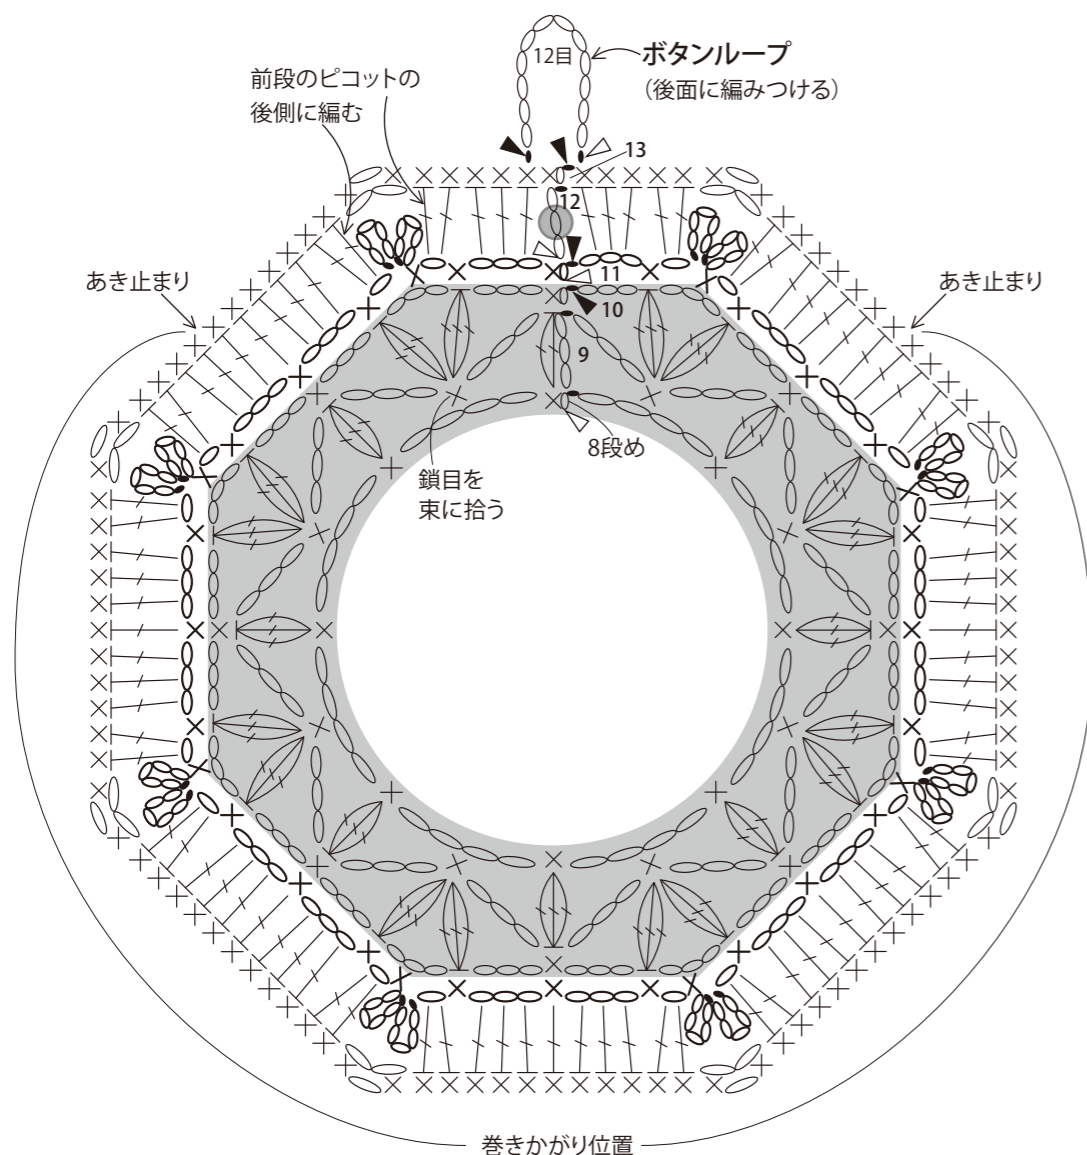 12目
ボタンループ
(後面に編みつける)
前段のピコットの
後側に編む
13
12
あき止まり
あき止まり
11
10
9
8段め
鎖目を
束に拾う
巻きかがり位置